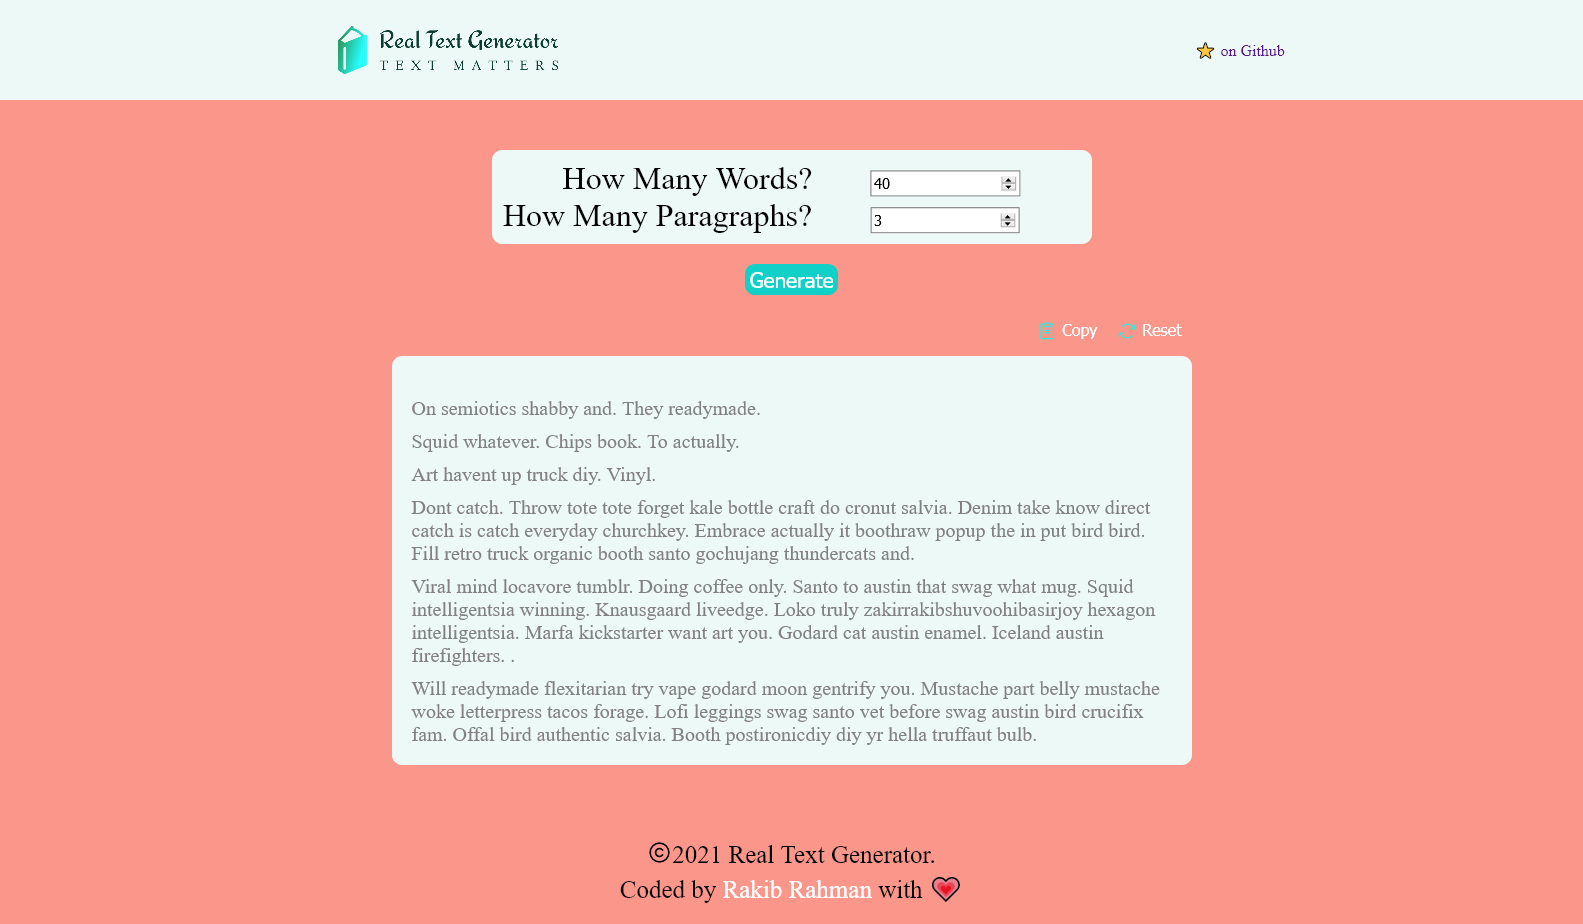 Real Text Generator
TEXT MATTERS
on Github
How Many Words?
40
How Many Paragraphs?
3
Generate
Copy
Reset
On semiotics shabby and. They readymade.
Squid whatever. Chips book. To actually.
Art havent up truck diy. Vinyl.
Dont catch. Throw tote tote forget kale bottle craft do cronut salvia. Denim take know direct
catch is catch everyday churchkey. Embrace actually it boothraw popup the in put bird bird.
Fill retro truck organic booth santo gochujang thundercats and.
Viral mind locavore tumblr. Doing coffee only. Santo to austin that swag what mug. Squid
intelligentsia winning. Knausgaard liveedge. Loko truly zakirrakibshuvoohibasirjoy hexagon
intelligentsia. Marfa kickstarter want art you. Godard cat austin enamel. Iceland austin
firefighters. .
Will readymade flexitarian try vape godard moon gentrify you. Mustache part belly mustache
woke letterpress tacos forage. Lofi leggings swag santo vet before swag austin bird crucifix
fam. Offal bird authentic salvia. Booth postironicdiy diy yr hella truffaut bulb.
©2021 Real Text Generator.
Coded by Rakib Rahman with